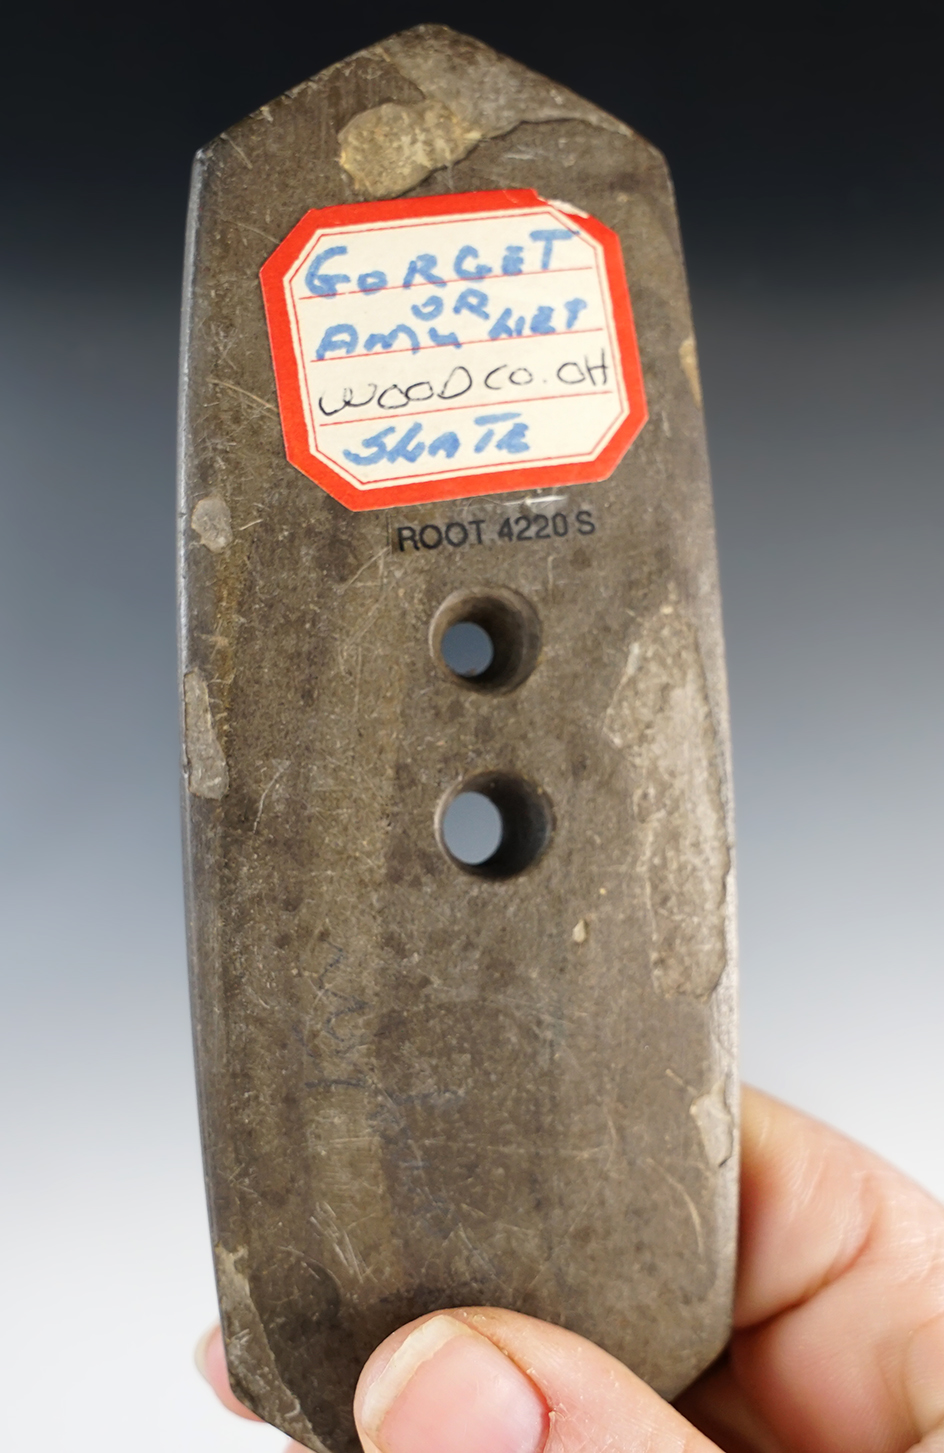 GORGET
OR
AMULET
WOOD CO. OH
SLATE
ROOT. 4220 S